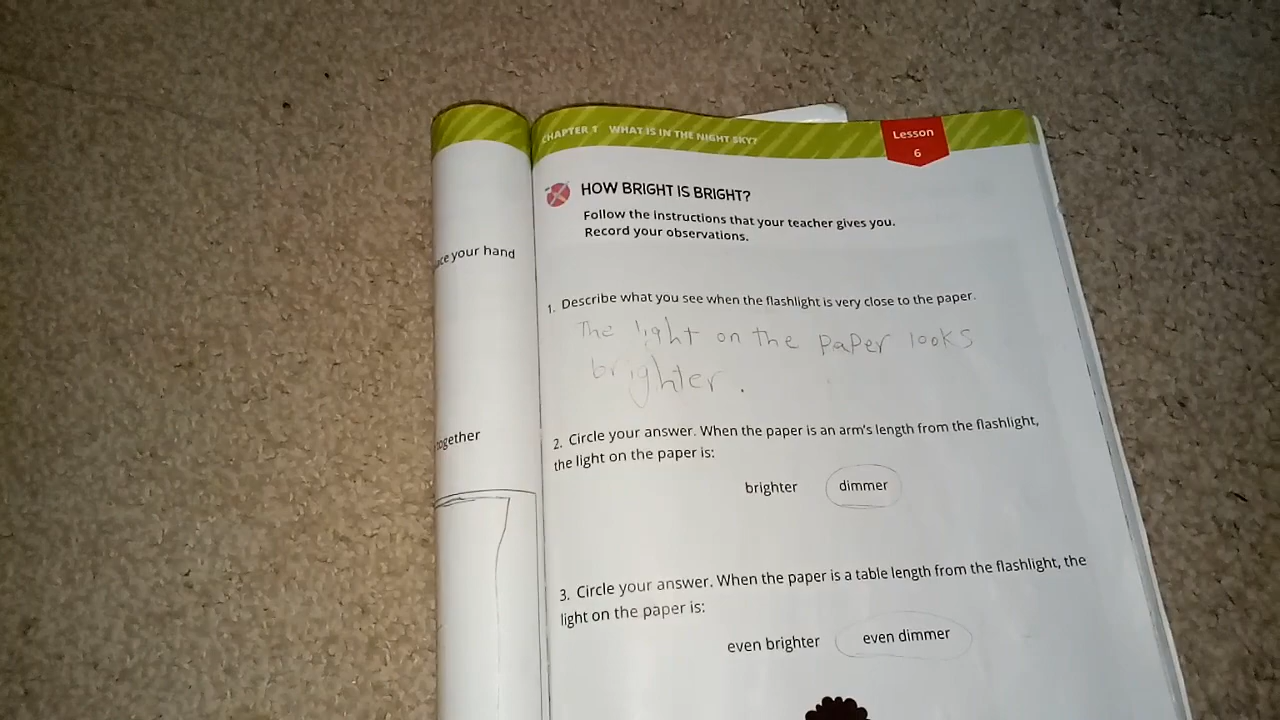 CHAPTER 1 WHAT IS IN THE NIGHT SKY?
Lesson
6
your hand
HOW BRIGHT IS BRIGHT?
Follow the instructions that your teacher gives you.
Record your observations.
1. Describe what you see when the flashlight is very close to the paper.
The light on the paper looks
brighter.
2. Circle your answer. When the paper is an arm's length from the flashlight,
the light on the paper is:
brighter dimmer
3. Circle your answer. When the paper is a table length from the flashlight, the
light on the paper is:
even brighter even dimmer